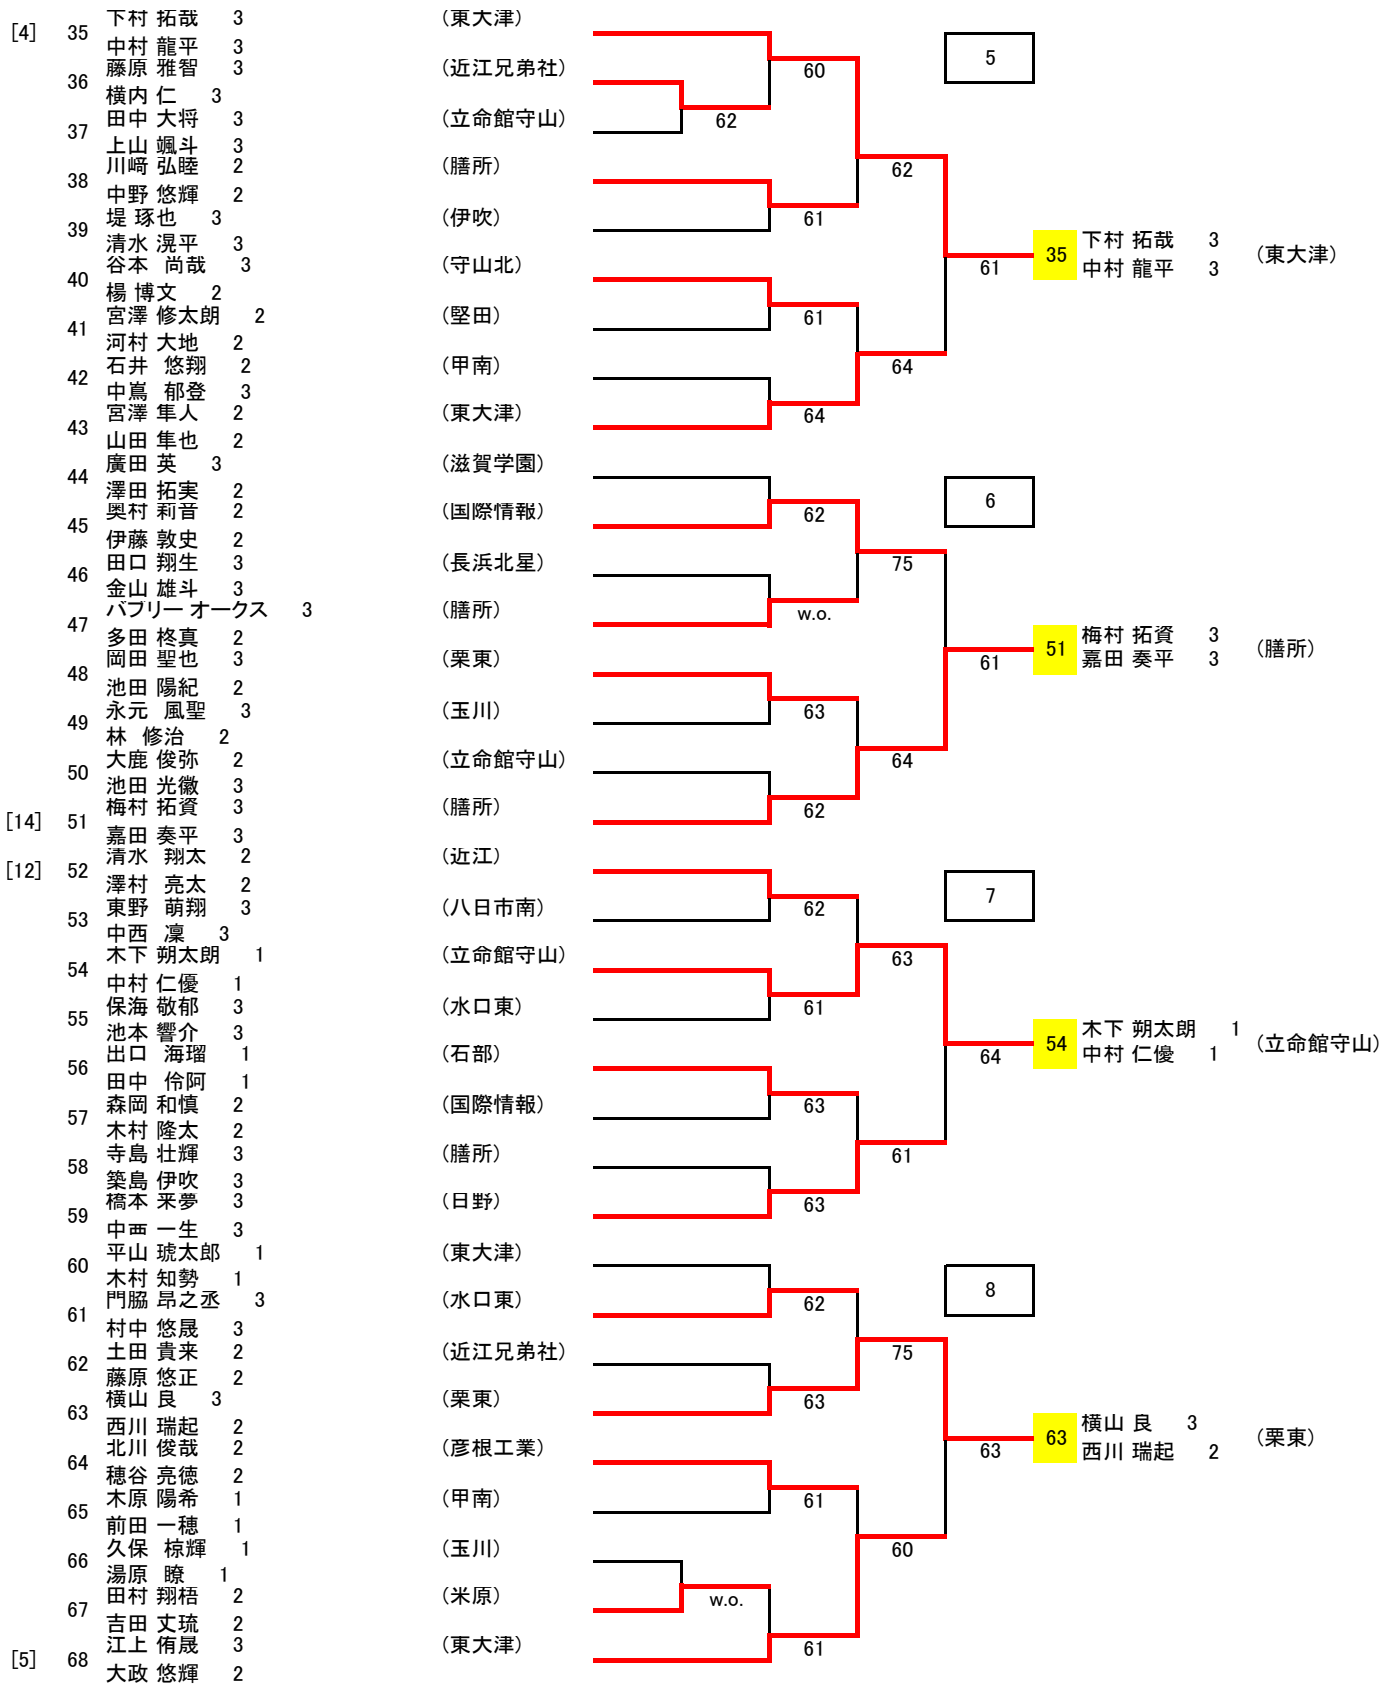 下村 拓哉 3 (東大津)
[4] 35
中村 龍平 3
藤原 雅智 3 (近江兄弟社)
36
横内 仁 3
田中 大将 3 (立命館守山)
37
上山 颯斗 3
川﨑 弘睦 2 (膳所)
38
中野 悠輝 2
堤 琢也 3 (伊吹)
39
清水 滉平 3
谷本 尚哉 3 (守山北)
40
楊 博文 2
宮澤 修太朗 2 (堅田)
41
河村 大地 2
石井 悠翔 2 (甲南)
42
中嶌 郁登 3
宮澤 隼人 2 (東大津)
43
山田 隼也 2
60
62
61
61
64
62
64
61
5
35 下村 拓哉 3 (東大津)
中村 龍平 3
廣田 英 3 (滋賀学園)
44
澤田 拓実 2
奥村 莉音 2 (国際情報)
45
伊藤 敦史 2
田口 翔生 3 (長浜北星)
46
金山 雄斗 3
バブリー オークス 3 (膳所)
47
多田 柊真 2
岡田 聖也 3 (栗東)
48
池田 陽紀 2
永元 風聖 3 (玉川)
49
林 修治 2
大鹿 俊弥 2 (立命館守山)
50
池田 光徹 3
梅村 拓資 3 (膳所)
[14] 51
嘉田 奏平 3
62
w.o.
63
62
75
64
61
6
51 梅村 拓資 3 (膳所)
嘉田 奏平 3
清水 翔太 2 (近江)
[12] 52
澤村 亮太 2
東野 萌翔 3 (八日市南)
53
中西 凜 3
木下 朔太朗 1 (立命館守山)
54
中村 仁優 1
保海 敬郁 3 (水口東)
55
池本 響介 3
出口 海瑠 1 (石部)
56
田中 伶阿 1
森岡 和慎 2 (国際情報)
57
木村 隆太 2
寺島 壮輝 3 (膳所)
58
築島 伊吹 3
橋本 来夢 3 (日野)
59
中西 一生 3
62
61
63
63
63
61
64
7
54 木下 朔太朗 1 (立命館守山)
中村 仁優 1
平山 琥太郎 1 (東大津)
60
木村 知勢 1
門脇 昂之丞 3 (水口東)
61
村中 悠晟 3
土田 貴来 2 (近江兄弟社)
62
藤原 悠正 2
横山 良 3 (栗東)
63
西川 瑞起 2
北川 俊哉 2 (彦根工業)
64
穂谷 亮徳 2
木原 陽希 1 (甲南)
65
前田 一穂 1
久保 椋輝 1 (玉川)
66
湯原 瞭 1
田村 翔梧 2 (米原)
67
吉田 丈琉 2
江上 侑晟 3 (東大津)
[5] 68
大政 悠輝 2
62
63
61
w.o.
61
75
60
63
8
63 横山 良 3 (栗東)
西川 瑞起 2